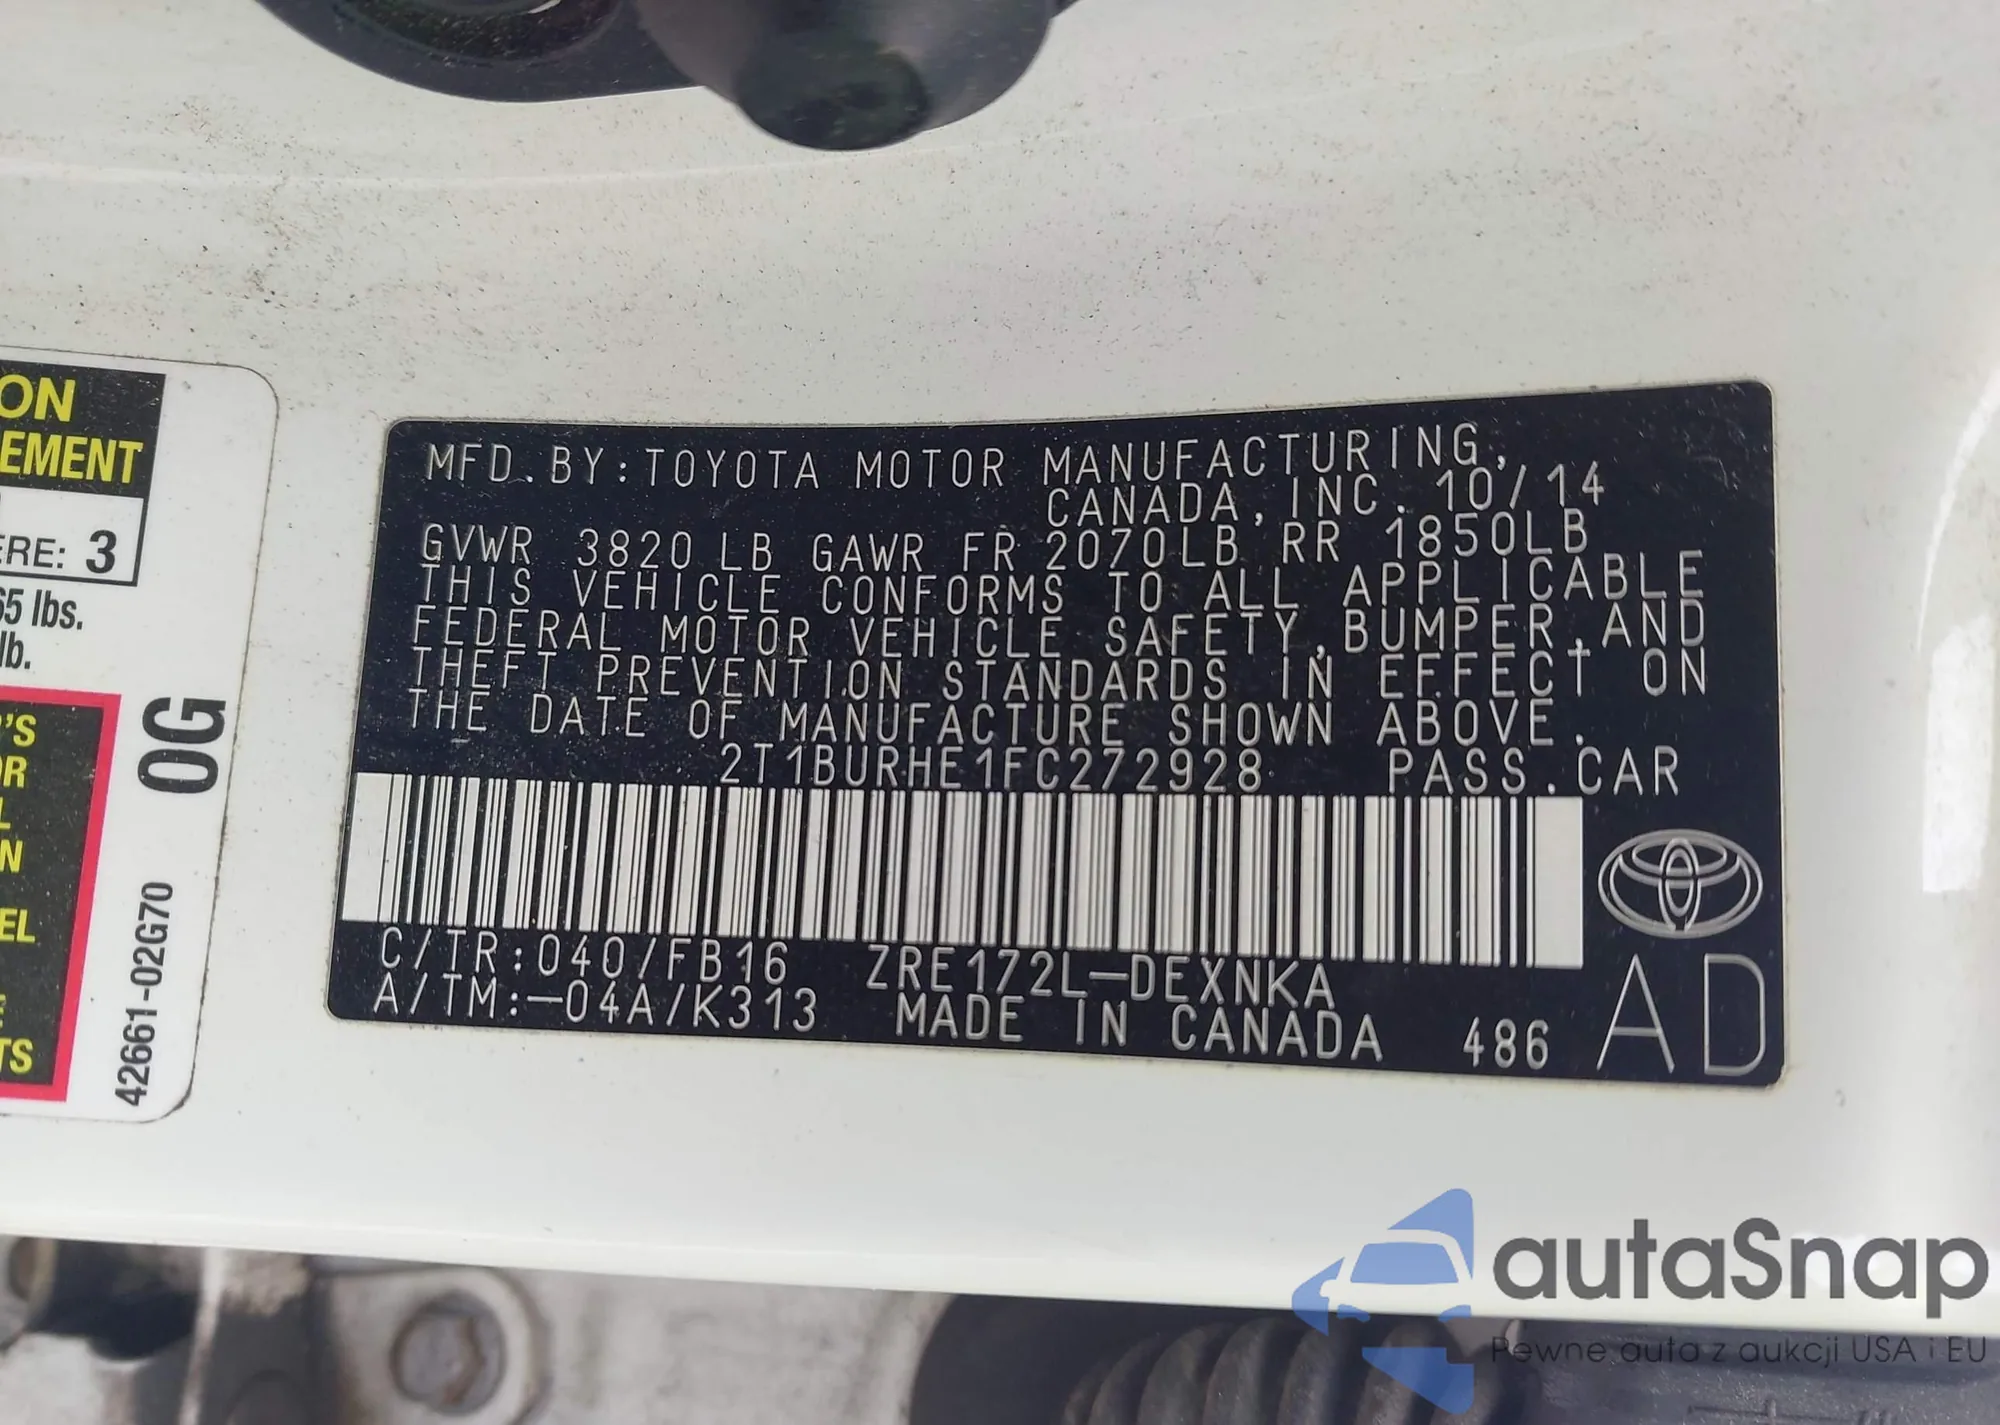 ON
EMENT
ERE: 3
65 lbs.
lb.
'S
OR
L
N
EL
TS
0G
42661-02G70
MFD.BY:TOYOTA MOTOR MANUFACTURING,
CANADA,INC. 10/14
GVWR 3820 LB GAWR FR 2070LB RR 1850LB
THIS VEHICLE CONFORMS TO ALL APPLICABLE
FEDERAL MOTOR VEHICLE SAFETY,BUMPER,AND
THEFT PREVENTION STANDARDS IN EFFECT ON
THE DATE OF MANUFACTURE SHOWN ABOVE.
2T1BURHE1FC272928 PASS.CAR
C/TR:040/FB16 ZRE172L-DEXNKA
A/TM:-04A/K313 MADE IN CANADA 486
AD
autaSnap
Pewne auta z aukcji USA i EU